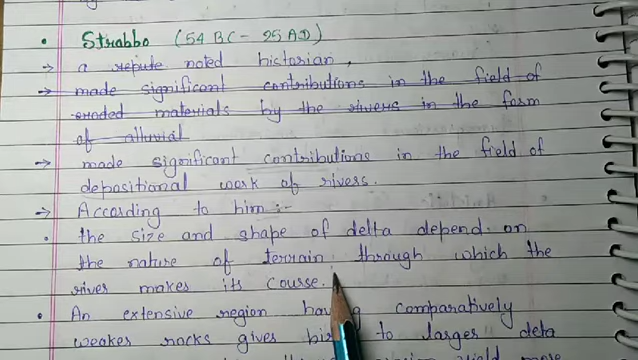 • Strabbo (54 BC - 25 AD)
→ a repute noted historian,
→ made significant contributions in the field of
eroded materials by the rivers in the form
of alluvial
→ made significant contributions in the field of
depositional work of rivers.
→ According to him :-
• the size and shape of delta depend on
the nature of terrain through which the
river makes its course.
• An extensive region having comparatively
weaker rocks gives to larger delta